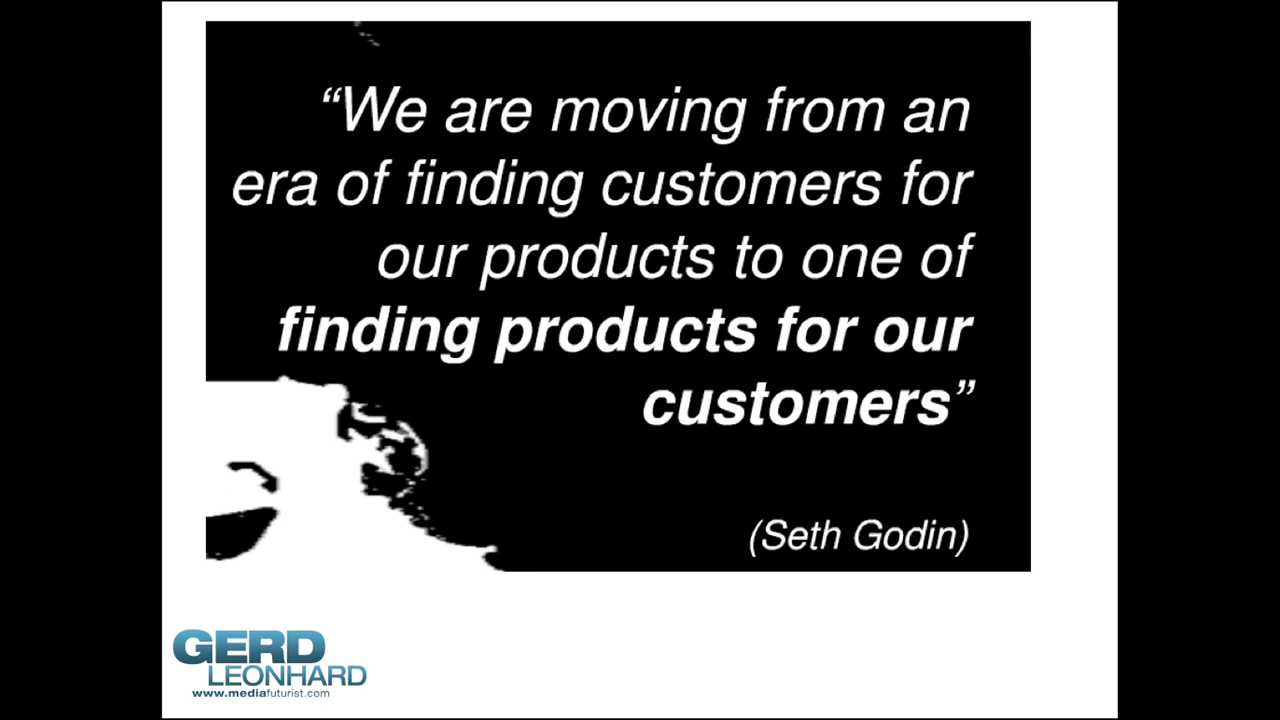 “We are moving from an
era of finding customers for
our products to one of
finding products for our
customers”
(Seth Godin)
GERD
LEONHARD
www.mediafuturist.com